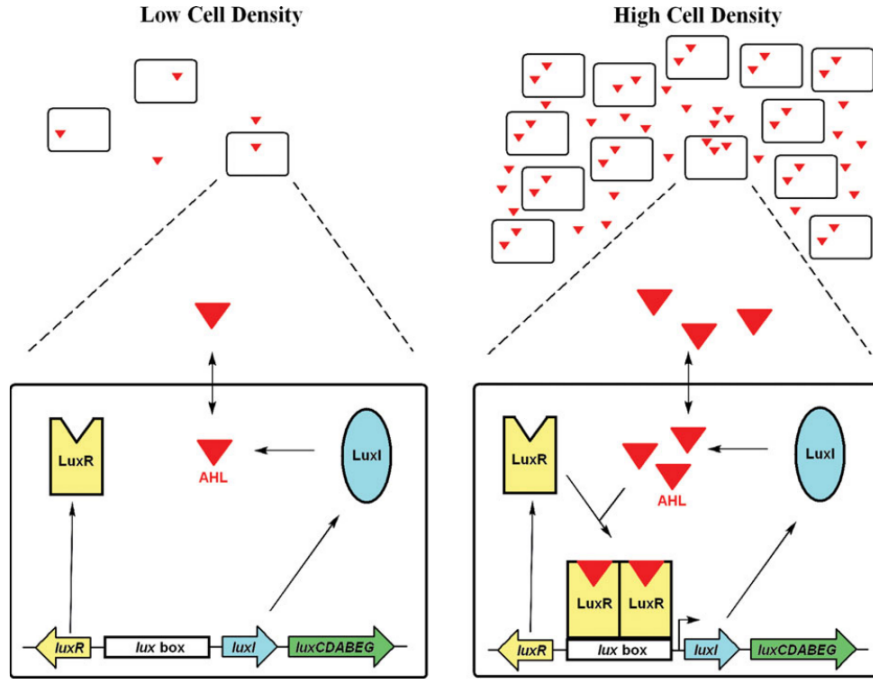 Low Cell Density
LuxR
AHL
LuxI
luxR
lux box
luxI
luxCDABEG
High Cell Density
LuxR
AHL
LuxI
LuxR LuxR
luxR
lux box
luxI
luxCDABEG